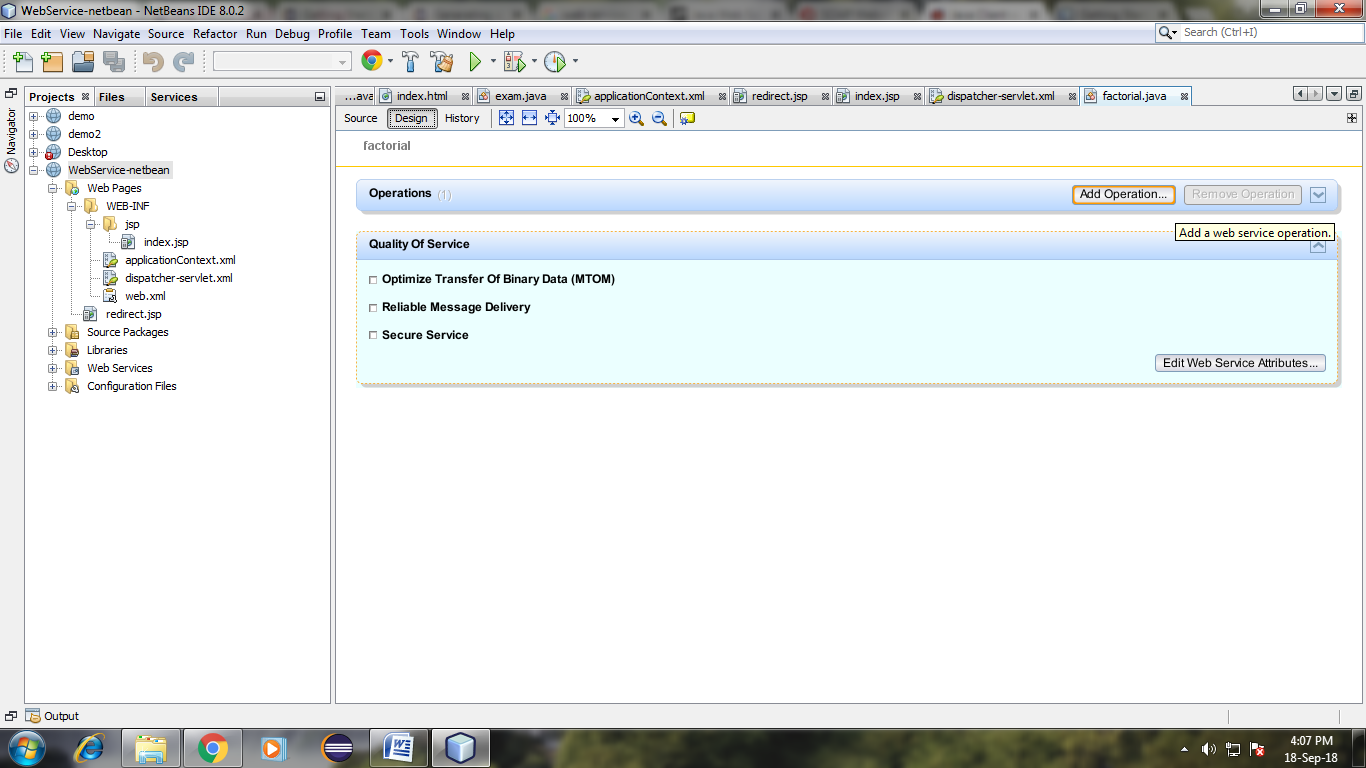 WebService-netbean - NetBeans IDE 8.0.2
File Edit View Navigate Source Refactor Run Debug Profile Team Tools Window Help
Search (Ctrl+I)
Projects Files Services
...ava index.html exam.java applicationContext.xml redirect.jsp index.jsp dispatcher-servlet.xml factorial.java
Navigator
Source Design History 100%
demo
demo2
Desktop
WebService-netbean
Web Pages
WEB-INF
jsp
index.jsp
applicationContext.xml
dispatcher-servlet.xml
web.xml
redirect.jsp
Source Packages
Libraries
Web Services
Configuration Files
factorial
Operations (1) Add Operation... Remove Operation
Add a web service operation.
Quality Of Service
Optimize Transfer Of Binary Data (MTOM)
Reliable Message Delivery
Secure Service
Edit Web Service Attributes...
Output
4:07 PM
18-Sep-18